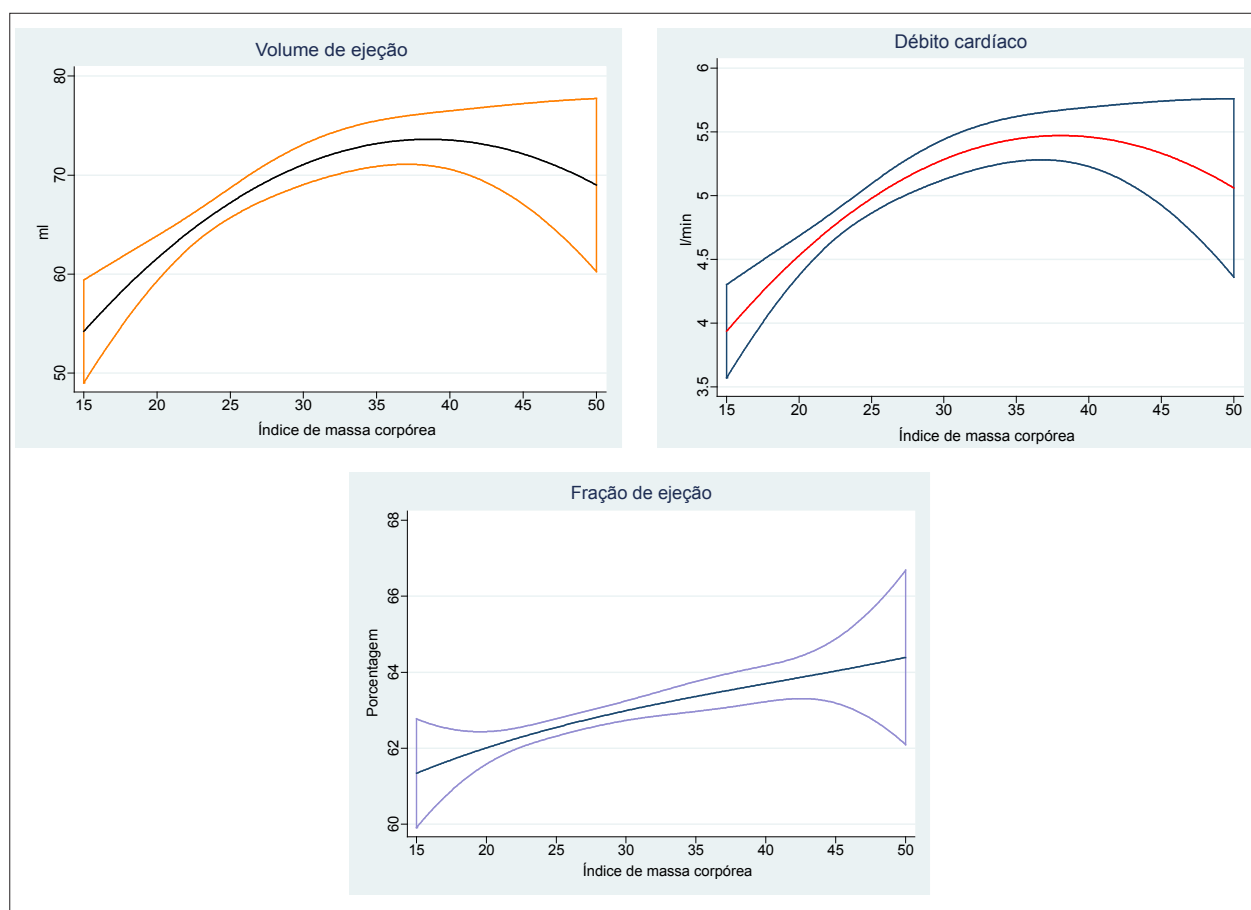 Volume de ejeção
80
70
60
50
ml
15 20 25 30 35 40 45 50
Índice de massa corpórea
Débito cardíaco
6
5.5
5
4.5
4
3.5
l/min
15 20 25 30 35 40 45 50
Índice de massa corpórea
Fração de ejeção
68
66
64
62
60
Porcentagem
15 20 25 30 35 40 45 50
Índice de massa corpórea